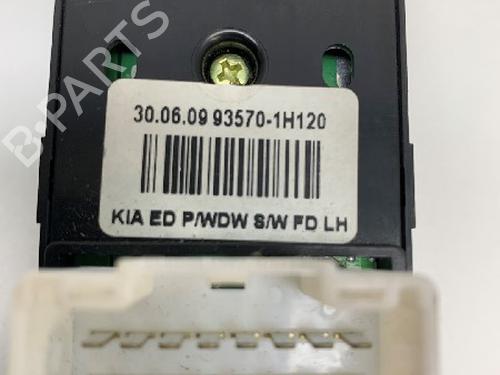 B-PARTS
30.06.09 93570-1H120
KIA ED P/WDW S/W FD LH